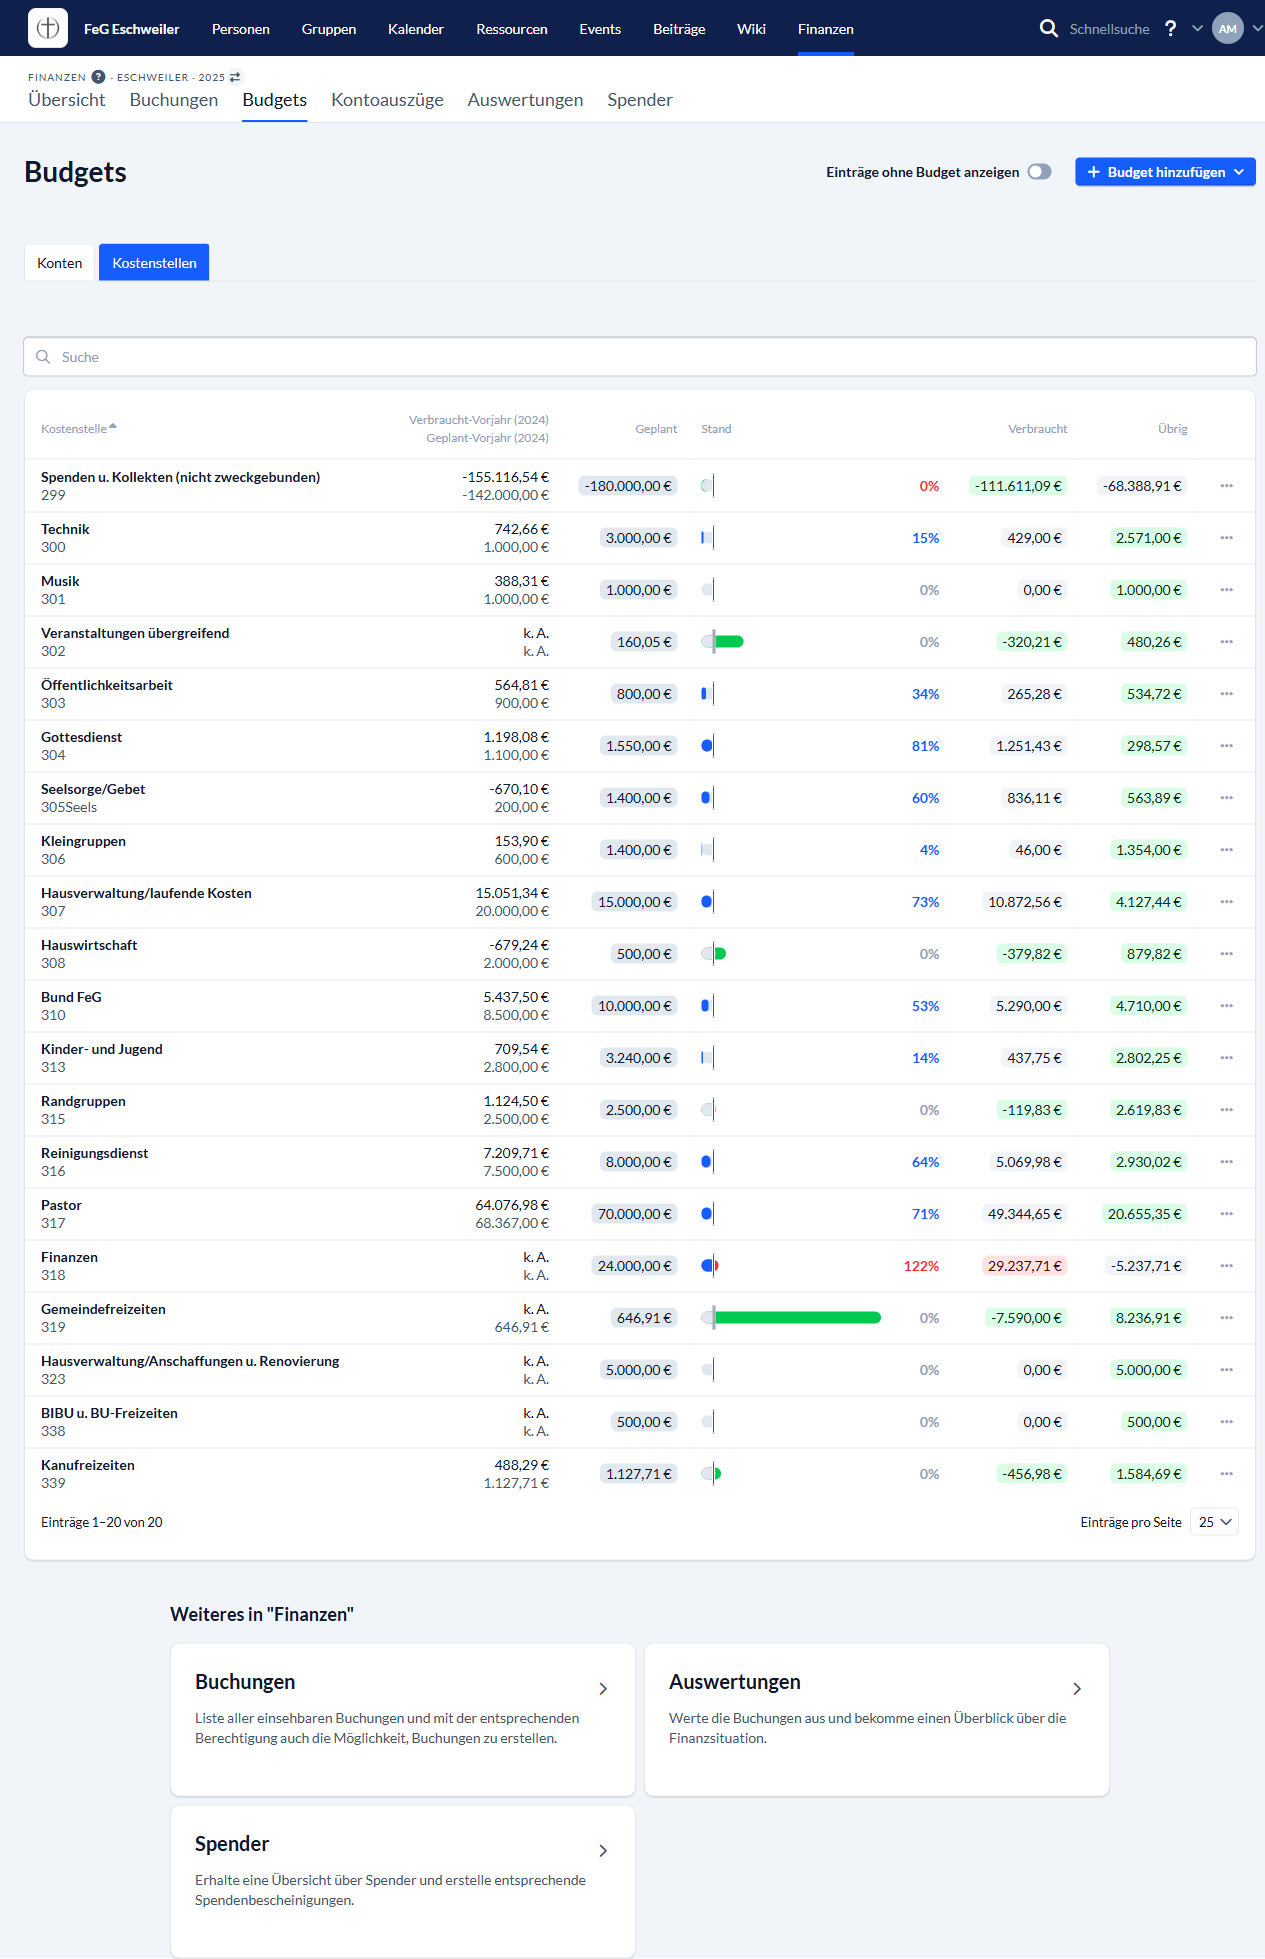 FeG Eschweiler Personen Gruppen Kalender Ressourcen Events Beiträge Wiki Finanzen Schnellsuche ? AM
FINANZEN ? · ESCHWEILER · 2025
Übersicht Buchungen Budgets Kontoauszüge Auswertungen Spender
Budgets Einträge ohne Budget anzeigen + Budget hinzufügen
Konten Kostenstellen
Suche
Kostenstelle Verbraucht-Vorjahr (2024) Geplant-Vorjahr (2024) Geplant Stand Verbraucht Übrig
Spenden u. Kollekten (nicht zweckgebunden) -155.116,54 € -180.000,00 € 0% -111.611,09 € -68.388,91 € ···
299 -142.000,00 €
Technik 742,66 € 3.000,00 € 15% 429,00 € 2.571,00 € ···
300 1.000,00 €
Musik 388,31 € 1.000,00 € 0% 0,00 € 1.000,00 € ···
301 1.000,00 €
Veranstaltungen übergreifend k. A. 160,05 € 0% -320,21 € 480,26 € ···
302 k. A.
Öffentlichkeitsarbeit 564,81 € 800,00 € 34% 265,28 € 534,72 € ···
303 900,00 €
Gottesdienst 1.198,08 € 1.550,00 € 81% 1.251,43 € 298,57 € ···
304 1.100,00 €
Seelsorge/Gebet -670,10 € 1.400,00 € 60% 836,11 € 563,89 € ···
305Seels 200,00 €
Kleingruppen 153,90 € 1.400,00 € 4% 46,00 € 1.354,00 € ···
306 600,00 €
Hausverwaltung/laufende Kosten 15.051,34 € 15.000,00 € 73% 10.872,56 € 4.127,44 € ···
307 20.000,00 €
Hauswirtschaft -679,24 € 500,00 € 0% -379,82 € 879,82 € ···
308 2.000,00 €
Bund FeG 5.437,50 € 10.000,00 € 53% 5.290,00 € 4.710,00 € ···
310 8.500,00 €
Kinder- und Jugend 709,54 € 3.240,00 € 14% 437,75 € 2.802,25 € ···
313 2.800,00 €
Randgruppen 1.124,50 € 2.500,00 € 0% -119,83 € 2.619,83 € ···
315 2.500,00 €
Reinigungsdienst 7.209,71 € 8.000,00 € 64% 5.069,98 € 2.930,02 € ···
316 7.500,00 €
Pastor 64.076,98 € 70.000,00 € 71% 49.344,65 € 20.655,35 € ···
317 68.367,00 €
Finanzen k. A. 24.000,00 € 122% 29.237,71 € -5.237,71 € ···
318 k. A.
Gemeindefreizeiten k. A. 646,91 € 0% -7.590,00 € 8.236,91 € ···
319 646,91 €
Hausverwaltung/Anschaffungen u. Renovierung k. A. 5.000,00 € 0% 0,00 € 5.000,00 € ···
323 k. A.
BIBU u. BU-Freizeiten k. A. 500,00 € 0% 0,00 € 500,00 € ···
338 k. A.
Kanufreizeiten 488,29 € 1.127,71 € 0% -456,98 € 1.584,69 € ···
339 1.127,71 €
Einträge 1–20 von 20 Einträge pro Seite 25
Weiteres in "Finanzen"
Buchungen
Liste aller einsehbaren Buchungen und mit der entsprechenden
Berechtigung auch die Möglichkeit, Buchungen zu erstellen.
Auswertungen
Werte die Buchungen aus und bekomme einen Überblick über die
Finanzsituation.
Spender
Erhalte eine Übersicht über Spender und erstelle entsprechende
Spendenbescheinigungen.